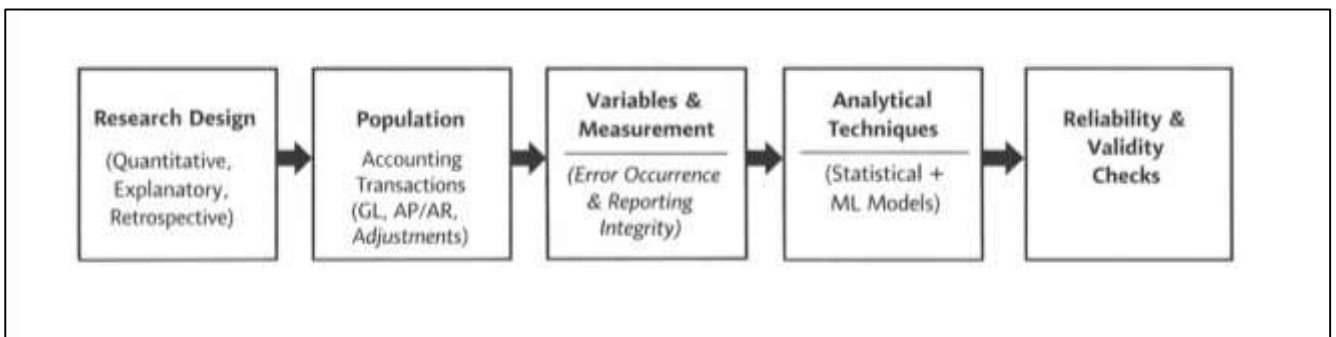 Research Design
(Quantitative,
Explanatory,
Retrospective)
Population
Accounting
Transactions
(GL, AP/AR,
Adjustments)
Variables &
Measurement
(Error Occurrence
& Reporting
Integrity)
Analytical
Techniques
(Statistical +
ML Models)
Reliability &
Validity
Checks